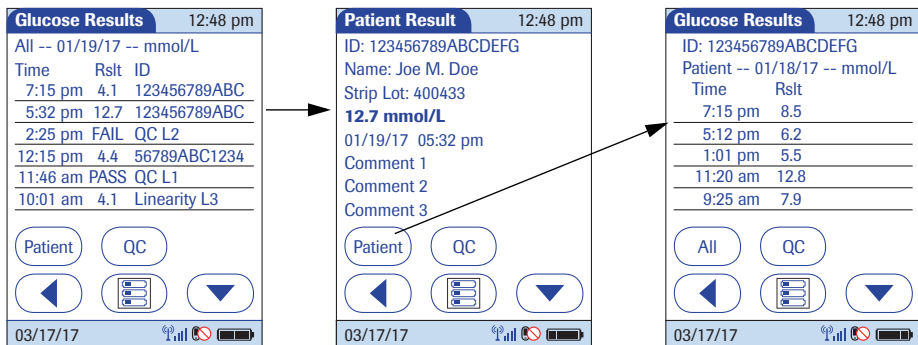 Glucose Results 12:48 pm
All -- 01/19/17 -- mmol/L
Time Rslt ID
7:15 pm 4.1 123456789ABC
5:32 pm 12.7 123456789ABC
2:25 pm FAIL QC L2
12:15 pm 4.4 56789ABC1234
11:46 am PASS QC L1
10:01 am 4.1 Linearity L3
Patient QC
03/17/17
Patient Result 12:48 pm
ID: 123456789ABCDEFG
Name: Joe M. Doe
Strip Lot: 400433
12.7 mmol/L
01/19/17 05:32 pm
Comment 1
Comment 2
Comment 3
Patient QC
03/17/17
Glucose Results 12:48 pm
ID: 123456789ABCDEFG
Patient -- 01/18/17 -- mmol/L
Time Rslt
7:15 pm 8.5
5:12 pm 6.2
1:01 pm 5.5
11:20 am 12.8
9:25 am 7.9
All QC
03/17/17